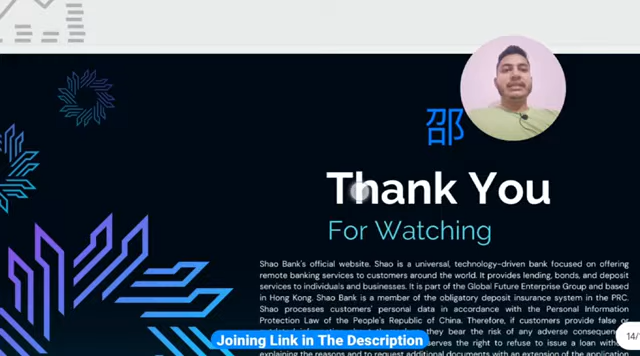 邵
Thank You
For Watching
Shao Bank's official website. Shao is a universal, technology-driven bank focused on offering
remote banking services to customers around the world. It provides lending, bonds, and deposit
services to individuals and businesses. It is part of the Global Future Enterprise Group and based
in Hong Kong. Shao Bank is a member of the obligatory deposit insurance system in the PRC.
Shao processes customers' personal data in accordance with the Personal Information
Protection Law of the People's Republic of China. Therefore, if customers provide false or
they bear the risk of any adverse
Joining Link in The Description
14/
the right to refuse to issue a loan
explaining the reasons and to request additional documents with an extension of the application